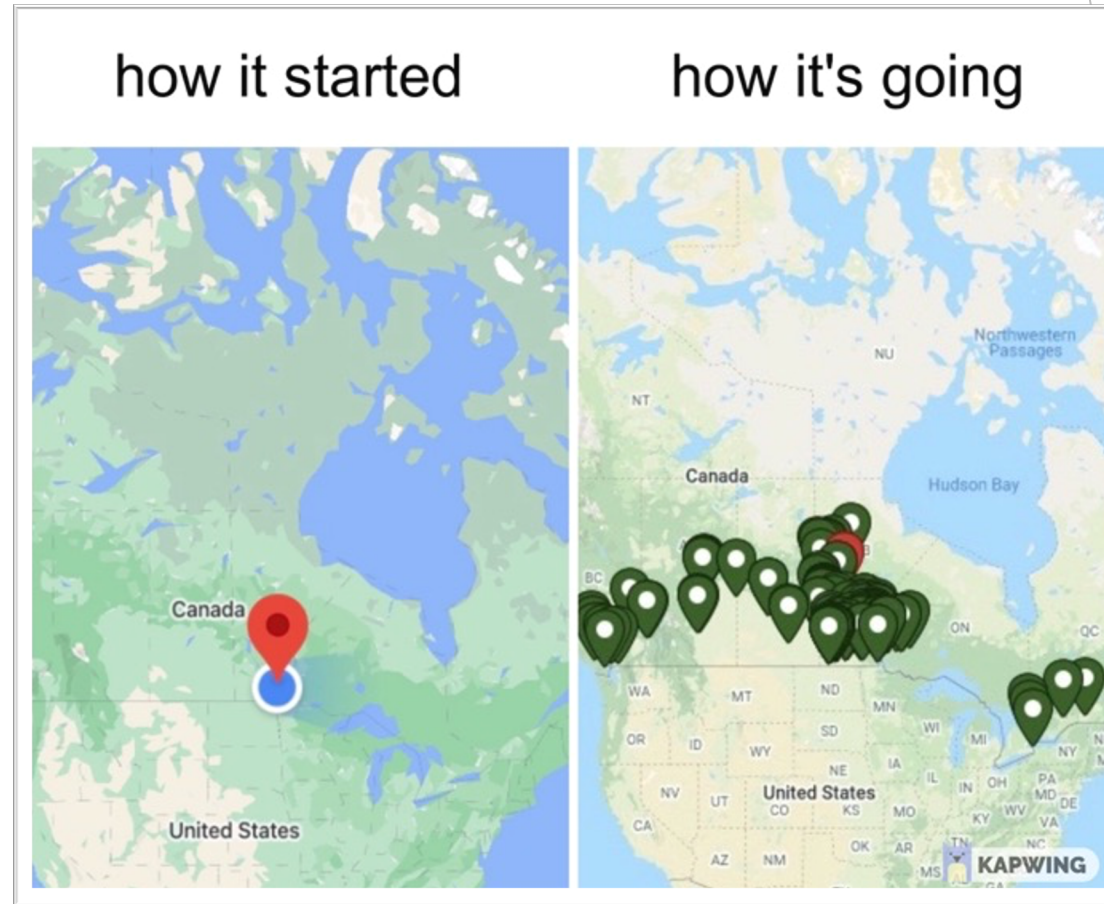 how it started
how it's going
Canada
United States
Northwestern
Passages
NU
NT
Canada
Hudson Bay
BC
ON
QC
WA
MT
ND
MN
OR
ID
SD
WI
MI
WY
NY
NE
IA
IL
IN
OH
PA
NV
UT
United States
MD
DE
CO
KS
MO
WV
KY
VA
CA
OK
AR
TN
NC
AZ
NM
MS
GA
KAPWING